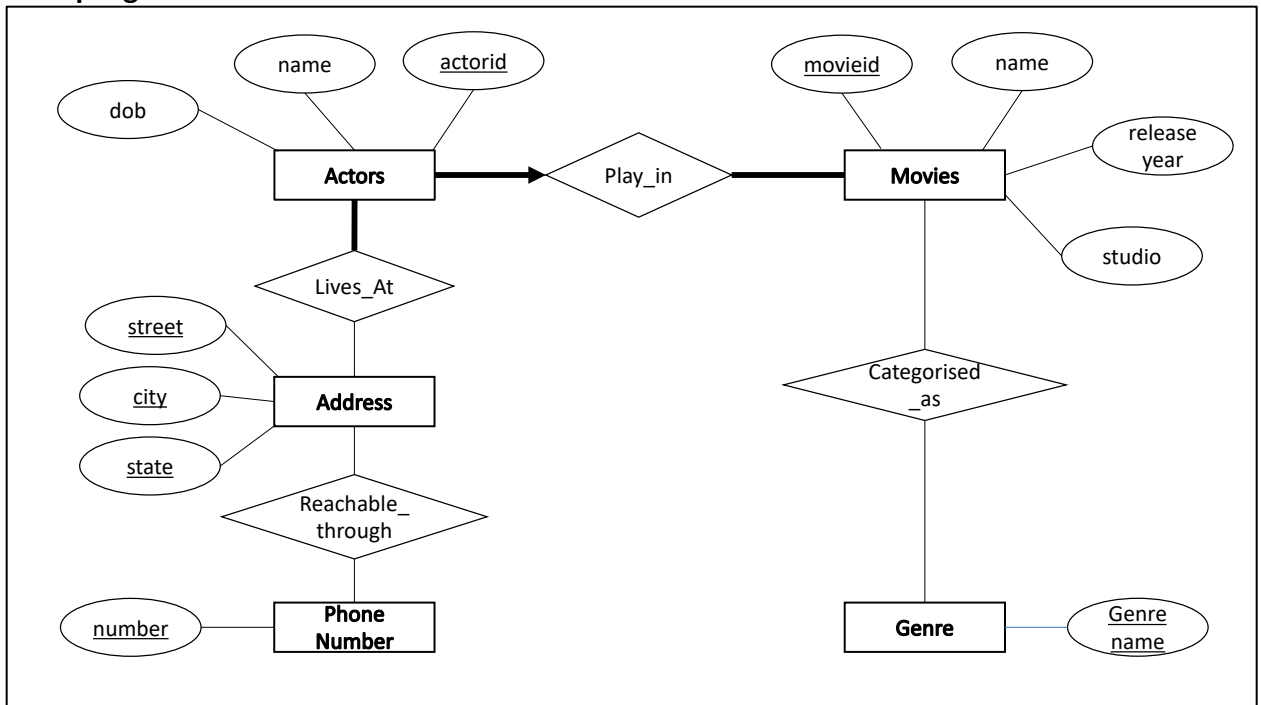 name
actorid
movieid
name
dob
release
year
Actors
Play_in
Movies
studio
Lives_At
street
city
Address
state
Categorised
_as
Reachable_
through
number
Phone
Number
Genre
Genre
name